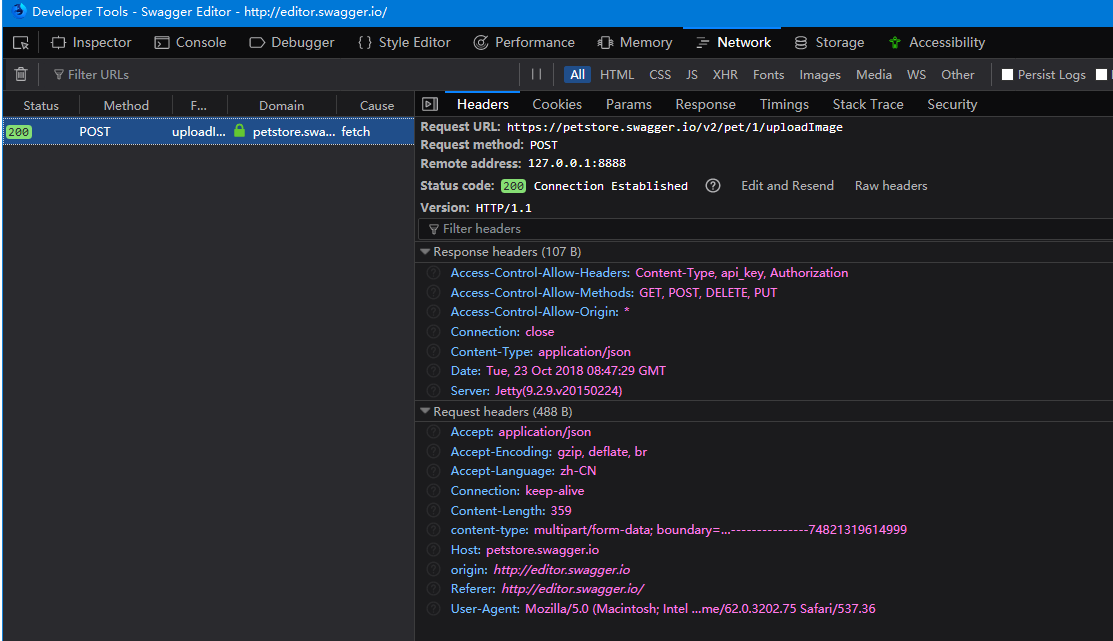 Developer Tools - Swagger Editor - http://editor.swagger.io/
Inspector Console Debugger { } Style Editor Performance Memory Network Storage Accessibility
Filter URLs All HTML CSS JS XHR Fonts Images Media WS Other Persist Logs
Status Method F... Domain Cause
200 POST uploadI... petstore.swa... fetch
Headers Cookies Params Response Timings Stack Trace Security
Request URL: https://petstore.swagger.io/v2/pet/1/uploadImage
Request method: POST
Remote address: 127.0.0.1:8888
Status code: 200 Connection Established ? Edit and Resend Raw headers
Version: HTTP/1.1
Filter headers
Response headers (107 B)
? Access-Control-Allow-Headers: Content-Type, api_key, Authorization
? Access-Control-Allow-Methods: GET, POST, DELETE, PUT
? Access-Control-Allow-Origin: *
? Connection: close
? Content-Type: application/json
? Date: Tue, 23 Oct 2018 08:47:29 GMT
? Server: Jetty(9.2.9.v20150224)
Request headers (488 B)
? Accept: application/json
? Accept-Encoding: gzip, deflate, br
? Accept-Language: zh-CN
? Connection: keep-alive
? Content-Length: 359
? content-type: multipart/form-data; boundary=...---------------74821319614999
? Host: petstore.swagger.io
? origin: http://editor.swagger.io
? Referer: http://editor.swagger.io/
? User-Agent: Mozilla/5.0 (Macintosh; Intel ...me/62.0.3202.75 Safari/537.36